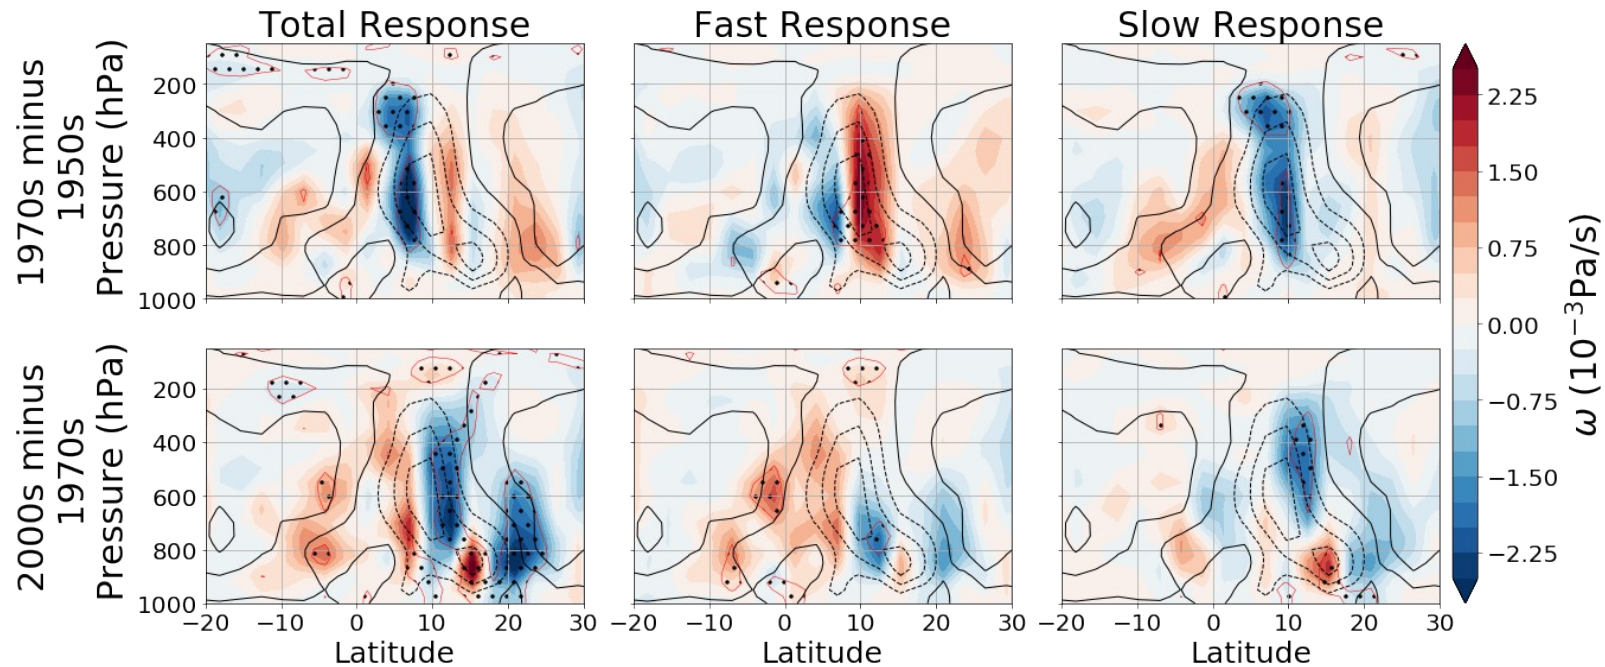 Total Response
Fast Response
Slow Response
1970s minus
1950s
Pressure (hPa)
200
400
600
800
1000
2.25
1.50
0.75
0.00
−0.75
−1.50
−2.25
ω (10−3Pa/s)
2000s minus
1970s
Pressure (hPa)
200
400
600
800
1000
−20 −10 0 10 20 30
−20 −10 0 10 20 30
−20 −10 0 10 20 30
Latitude
Latitude
Latitude